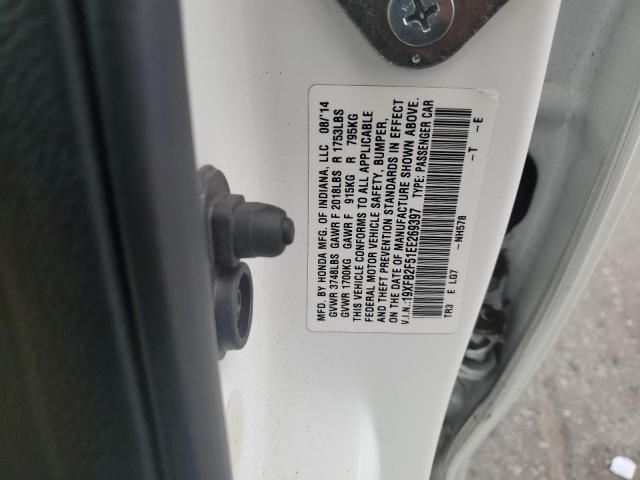 MFD. BY HONDA MFG. OF INDIANA, LLC 08/'14
GVWR 3748LBS GAWR F 2018LBS R 1753LBS
GVWR 1700KG GAWR F 915KG R 795KG
THIS VEHICLE CONFORMS TO ALL APPLICABLE
FEDERAL MOTOR VEHICLE SAFETY, BUMPER,
AND THEFT PREVENTION STANDARDS IN EFFECT
ON THE DATE OF MANUFACTURE SHOWN ABOVE.
V.I.N.:19XFB2F51EE269397 TYPE: PASSENGER CAR
-NH578 -T -E
TR3 E LG7